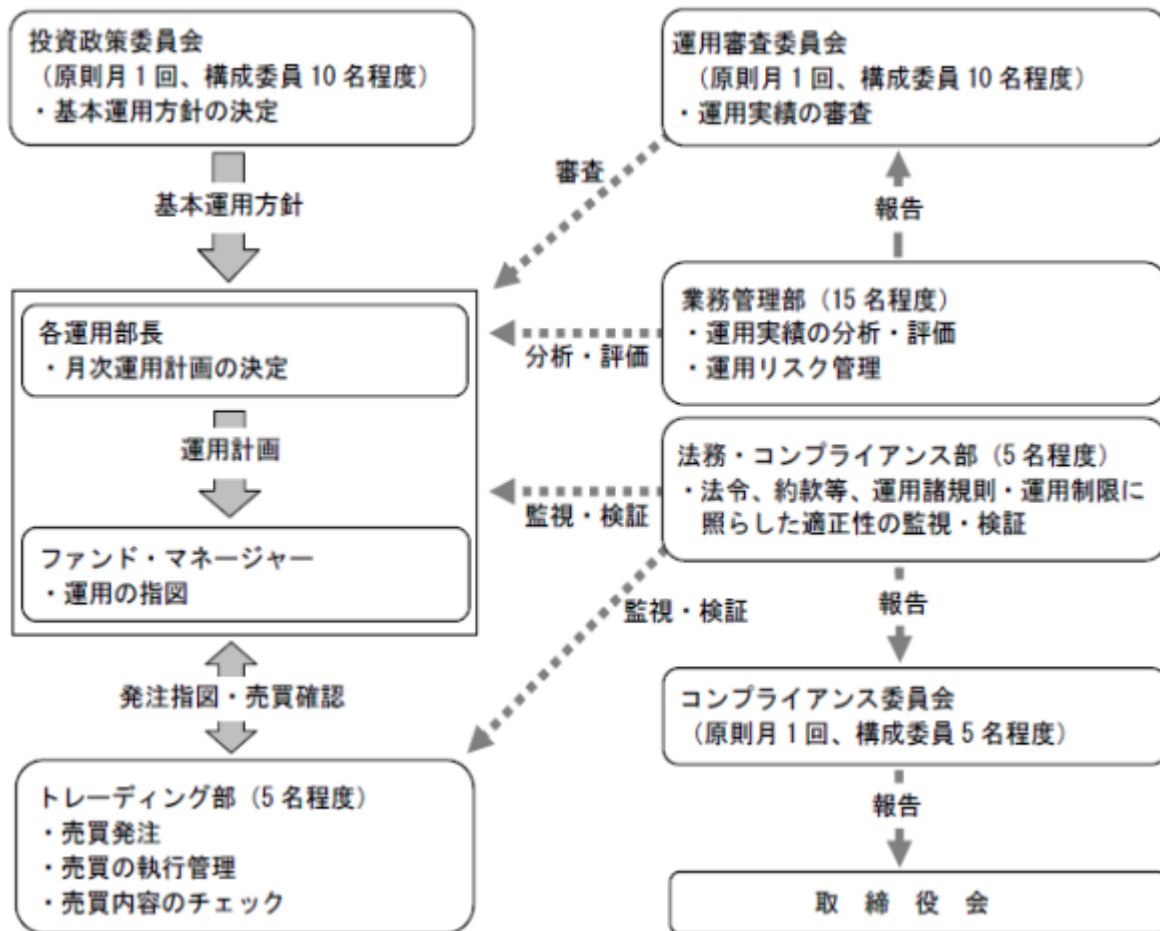 投資政策委員会
（原則月1回、構成委員10名程度）
・基本運用方針の決定
基本運用方針
各運用部長
・月次運用計画の決定
運用計画
ファンド・マネージャー
・運用の指図
発注指図・売買確認
トレーディング部（5名程度）
・売買発注
・売買の執行管理
・売買内容のチェック
運用審査委員会
（原則月1回、構成委員10名程度）
・運用実績の審査
審査
報告
業務管理部（15名程度）
・運用実績の分析・評価
・運用リスク管理
分析・評価
法務・コンプライアンス部（5名程度）
・法令、約款等、運用諸規則・運用制限に
照らした適正性の監視・検証
監視・検証
監視・検証
報告
コンプライアンス委員会
（原則月1回、構成委員5名程度）
報告
取　締　役　会